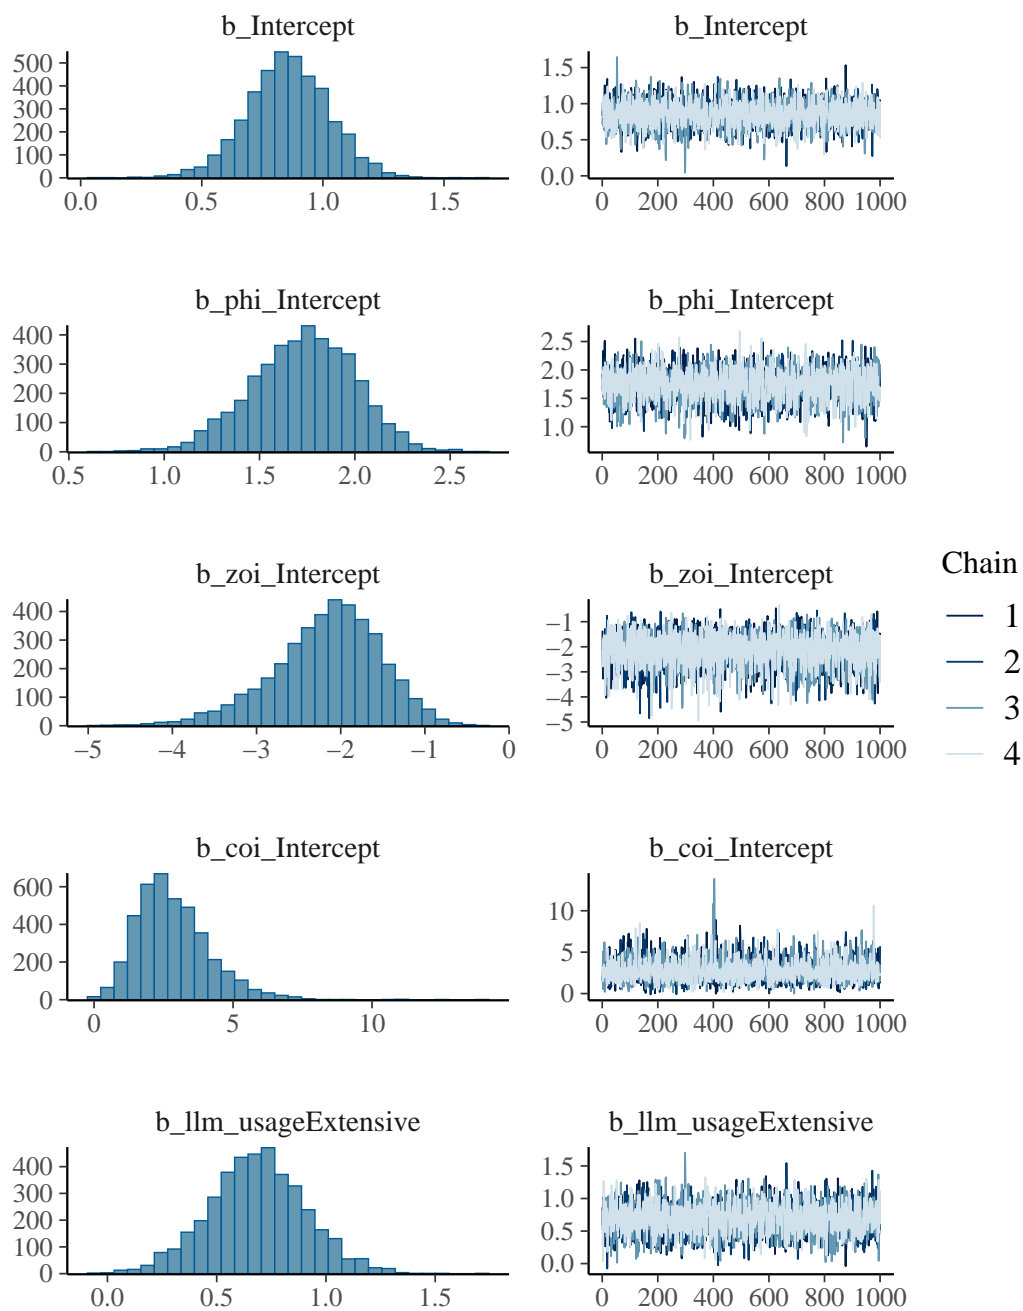 b_Intercept
500
400
300
200
100
0
0.0 0.5 1.0 1.5
b_Intercept
1.5
1.0
0.5
0.0
0 200 400 600 800 1000
b_phi_Intercept
400
300
200
100
0
0.5 1.0 1.5 2.0 2.5
b_phi_Intercept
2.5
2.0
1.5
1.0
0 200 400 600 800 1000
b_zoi_Intercept
400
300
200
100
0
−5 −4 −3 −2 −1 0
b_zoi_Intercept
−1
−2
−3
−4
−5
0 200 400 600 800 1000
b_coi_Intercept
600
400
200
0
0 5 10
b_coi_Intercept
10
5
0
0 200 400 600 800 1000
b_llm_usageExtensive
400
300
200
100
0
0.0 0.5 1.0 1.5
b_llm_usageExtensive
1.5
1.0
0.5
0.0
0 200 400 600 800 1000
Chain
1
2
3
4